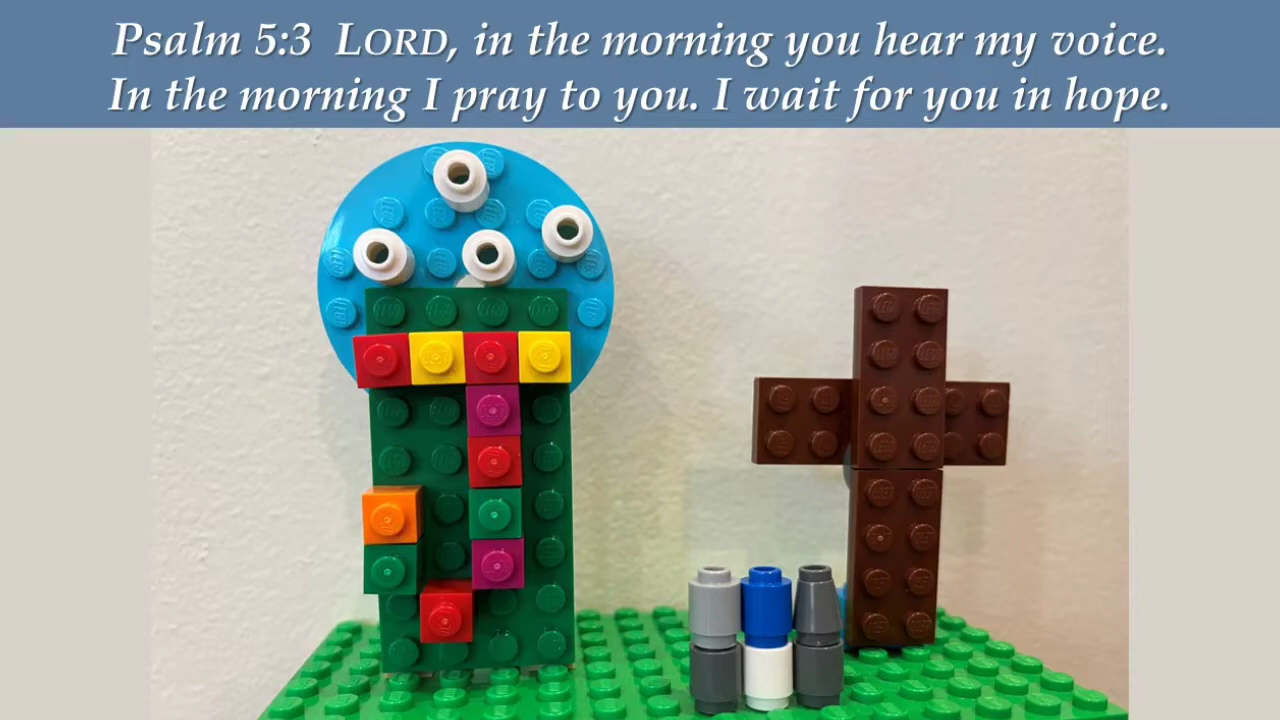 Psalm 5:3 LORD, in the morning you hear my voice.
In the morning I pray to you. I wait for you in hope.
J